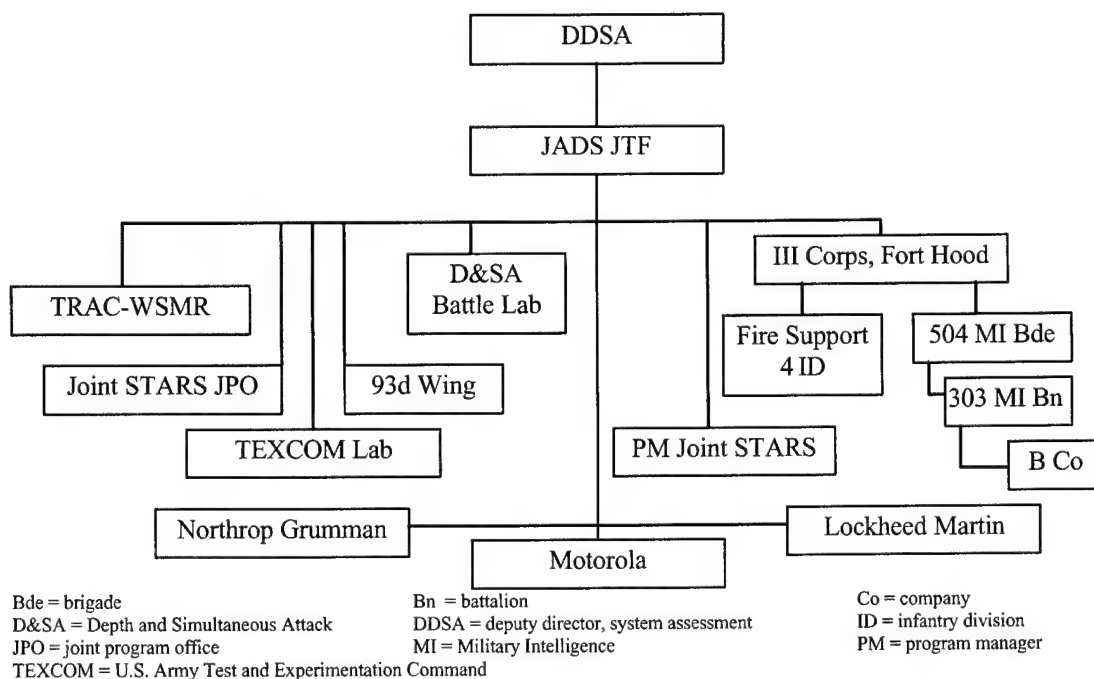 DDSA
JADS JTF
III Corps, Fort Hood
D&SA
Battle Lab
TRAC-WSMR
Fire Support
4 ID
504 MI Bde
Joint STARS JPO
93d Wing
303 MI Bn
TEXCOM Lab
PM Joint STARS
B Co
Northrop Grumman
Lockheed Martin
Motorola
Bde = brigade
Bn = battalion
Co = company
D&SA = Depth and Simultaneous Attack
DDSA = deputy director, system assessment
ID = infantry division
JPO = joint program office
MI = Military Intelligence
PM = program manager
TEXCOM = U.S. Army Test and Experimentation Command